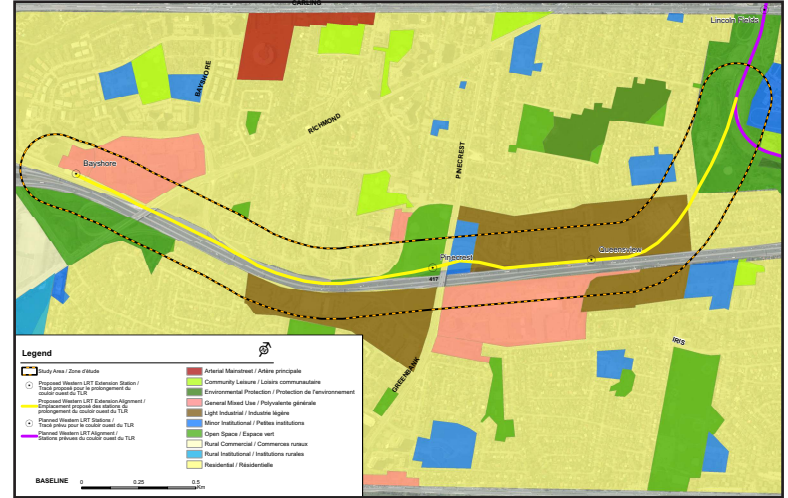 CARLING
Lincoln Fields
BAYSHORE
RICHMOND
PINECREST
Bayshore
Pinecrest
Queensview
417
IRIS
GREENBANK
Legend
Study Area / Zone d'étude
Proposed Western LRT Extension Station /
Tracé proposé pour le prolongement du
couloir ouest du TLR
Proposed Western LRT Extension Alignment /
Emplacement proposé des stations du
prolongement du couloir ouest du TLR
Planned Western LRT Stations /
Tracé prévu pour le corridor ouest du TLR
Planned Western LRT Alignment /
Stations prévues du couloir ouest du TLR
Arterial Mainstreet / Artère principale
Community Leisure / Loisirs communautaire
Environmental Protection / Protection de l'environnement
General Mixed Use / Polyvalente générale
Light Industrial / Industrie légère
Minor Institutional / Petites institutions
Open Space / Espace vert
Rural Commercial / Commerces ruraux
Rural Institutional / Institutions rurales
Residential / Résidentielle
BASELINE
0 0.25 0.5
Km